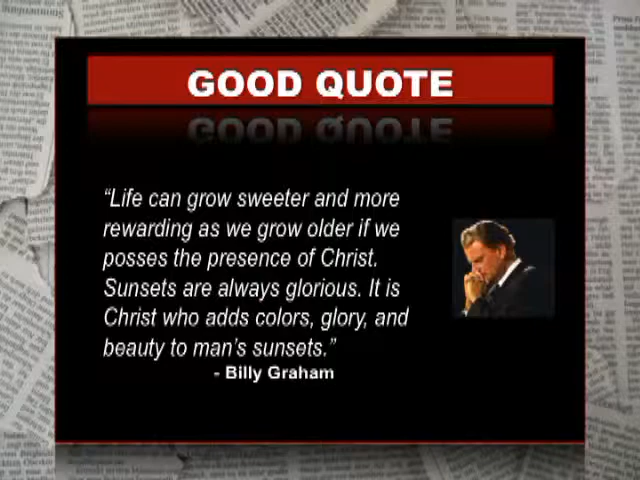 GOOD QUOTE
“Life can grow sweeter and more
rewarding as we grow older if we
posses the presence of Christ.
Sunsets are always glorious. It is
Christ who adds colors, glory, and
beauty to man’s sunsets.”
- Billy Graham